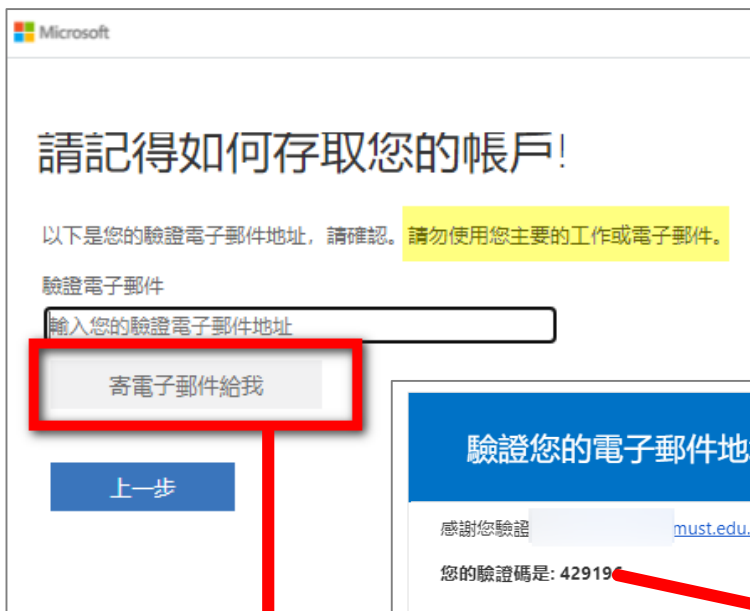 Microsoft
請記得如何存取您的帳戶!
以下是您的驗證電子郵件地址，請確認。請勿使用您主要的工作或電子郵件。
驗證電子郵件
輸入您的驗證電子郵件地址
寄電子郵件給我
上一步
驗證您的電子郵件地
感謝您驗證 must.edu.
您的驗證碼是: 42919